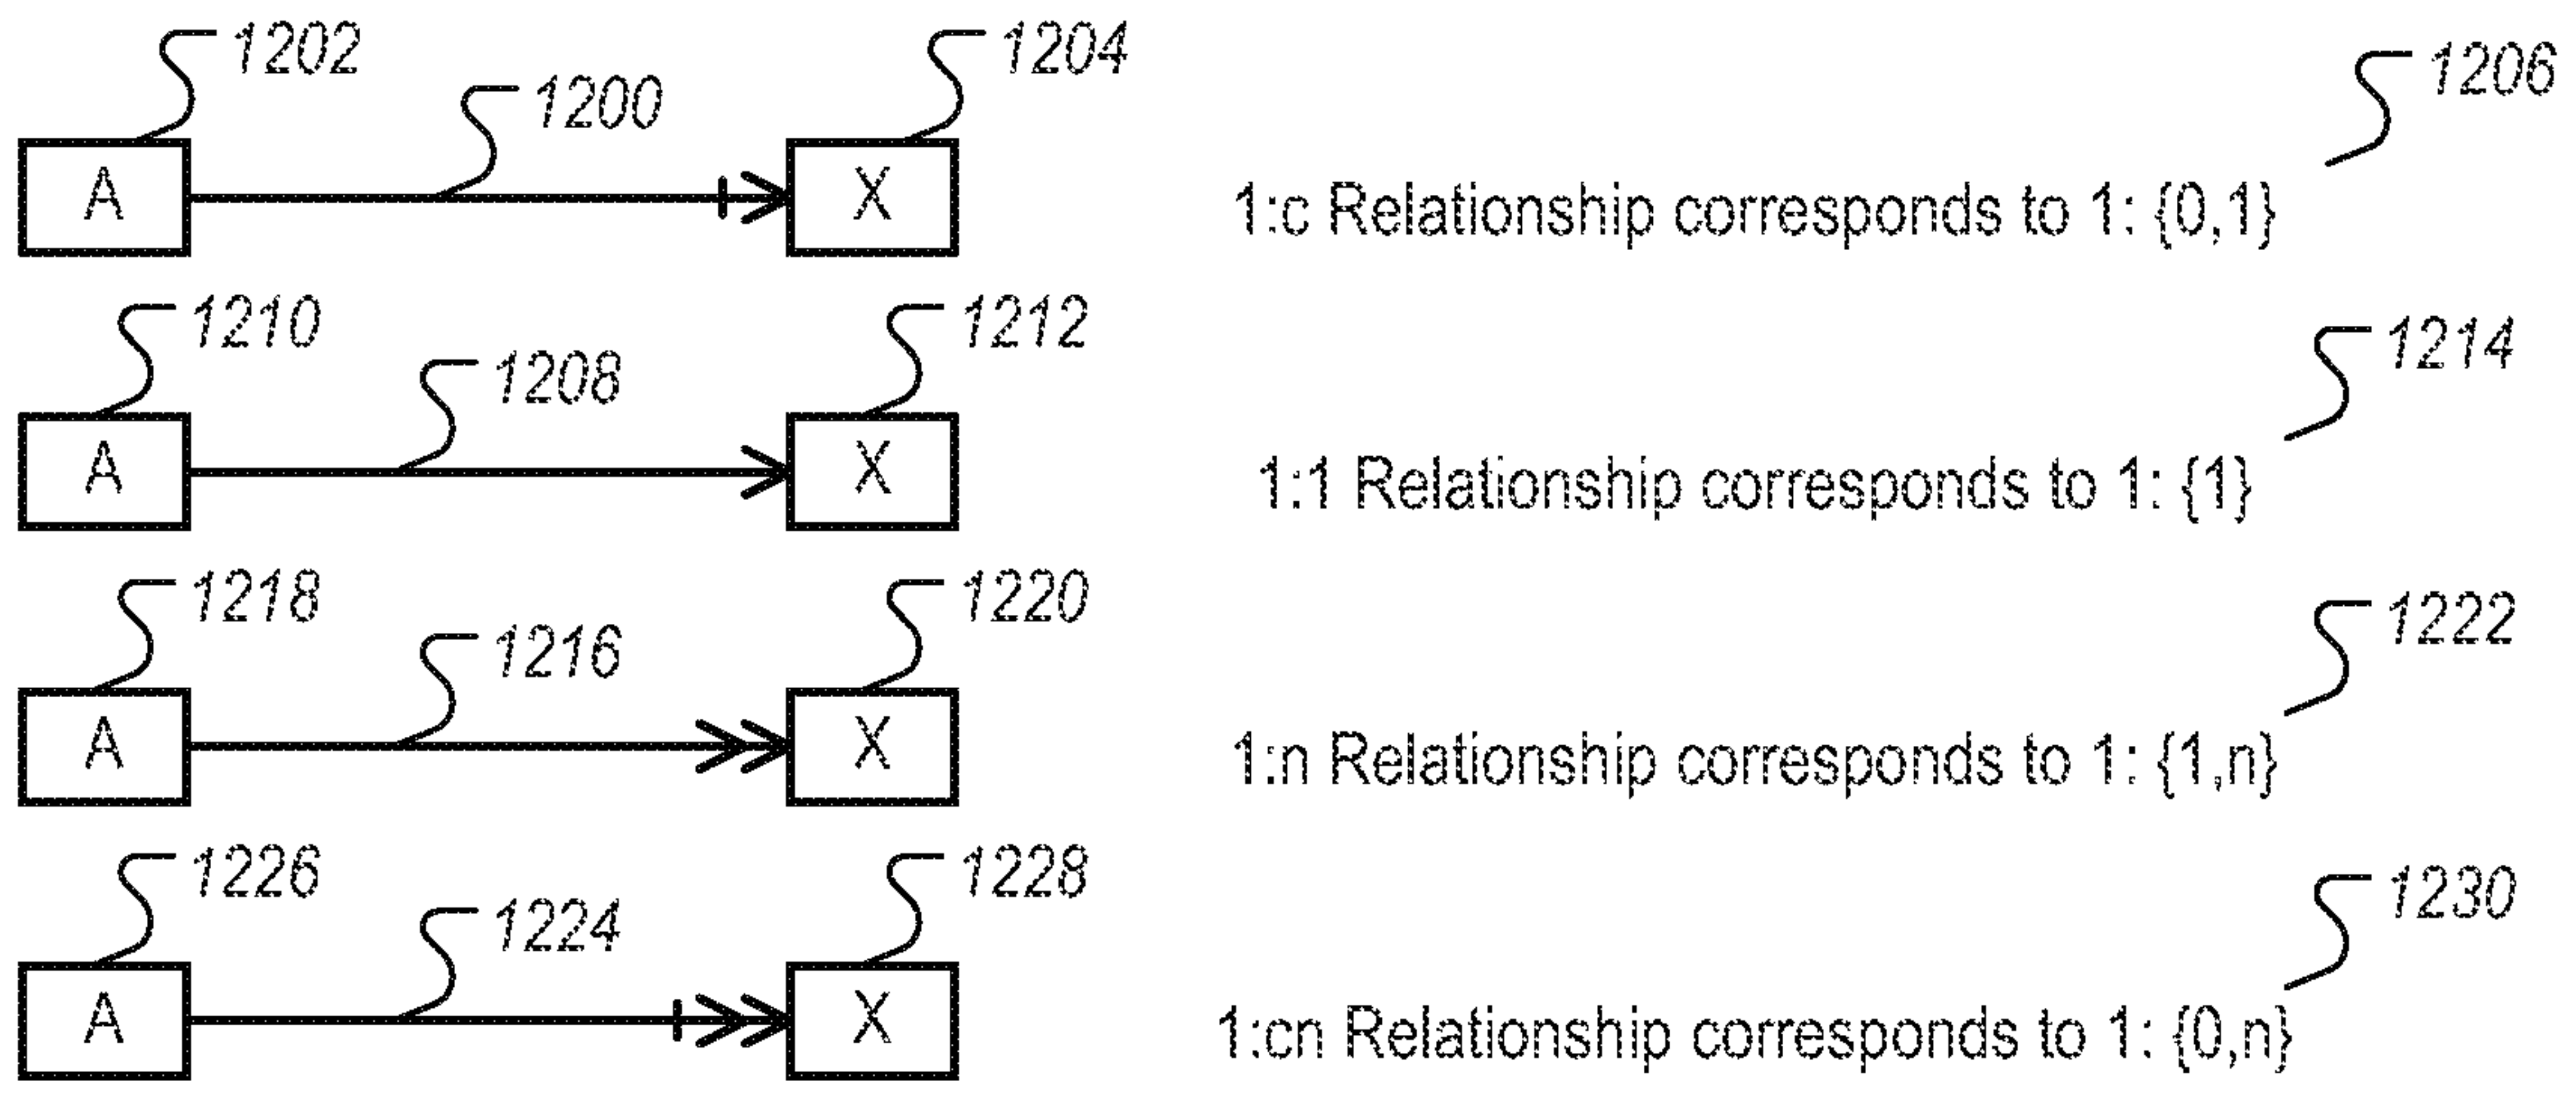 1202
1204
1206
1200
A
X
1:c Relationship corresponds to 1: {0,1}
1210
1212
1214
1208
A
X
1:1 Relationship corresponds to 1: {1}
1218
1220
1222
1216
A
X
1:n Relationship corresponds to 1: {1,n}
1226
1228
1230
1224
A
X
1:cn Relationship corresponds to 1: {0,n}